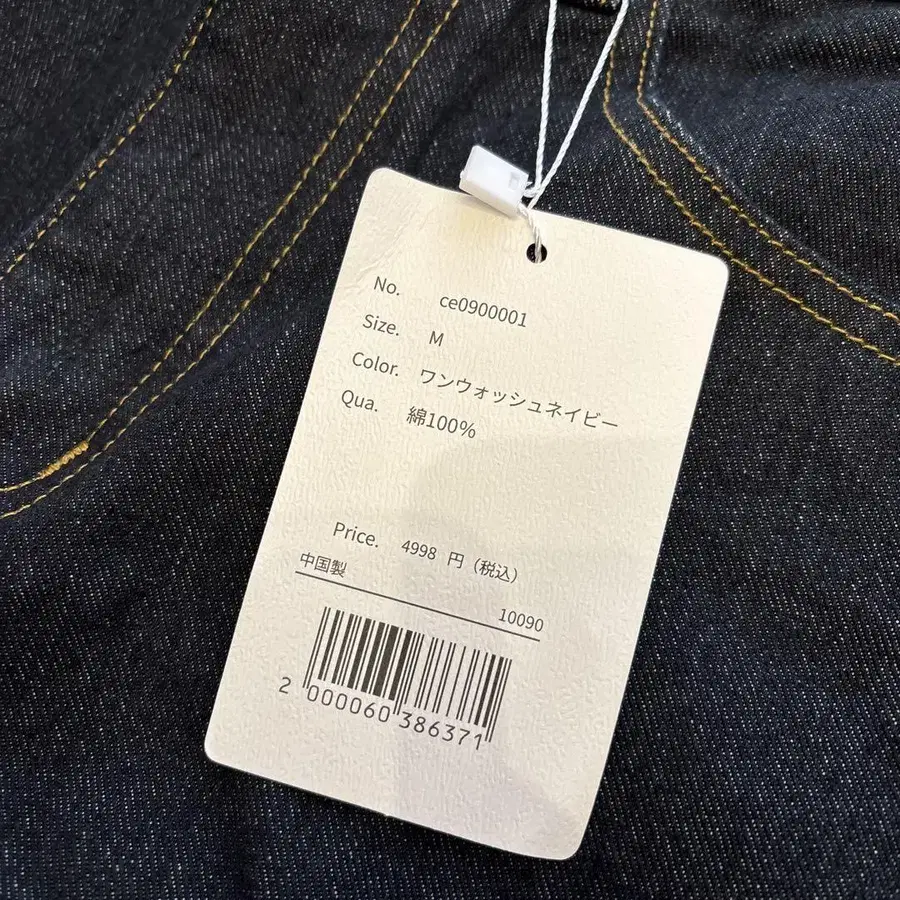 No. ce0900001
Size. M
Color. ワンウォッシュネイビー
Qua. 綿100%
Price. 4998 円（税込）
中国製
10090
2 000060 386371